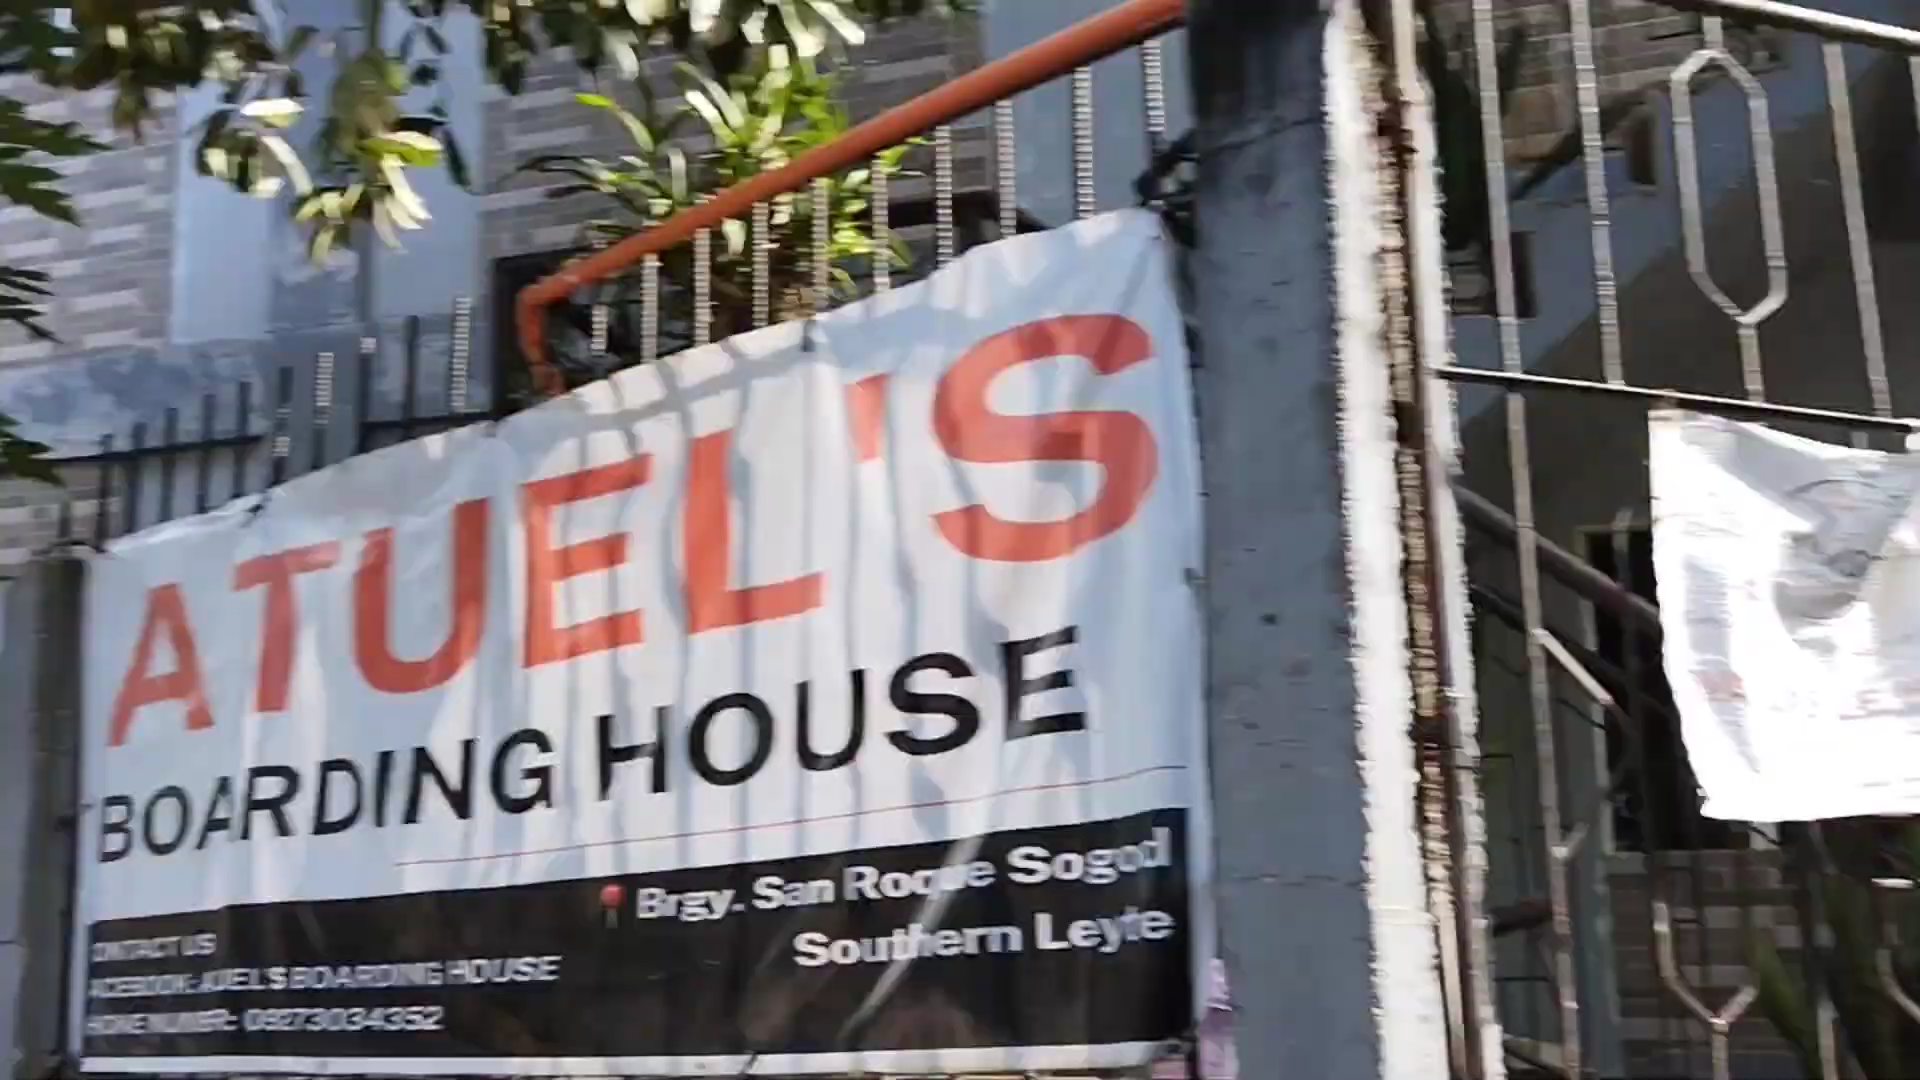 ATUEL'S
BOARDING HOUSE
Brgy. San Roque Sogod
Southern Leyte
CONTACT US
FACEBOOK: ATUEL'S BOARDING HOUSE
PHONE NUMBER: 09273034352